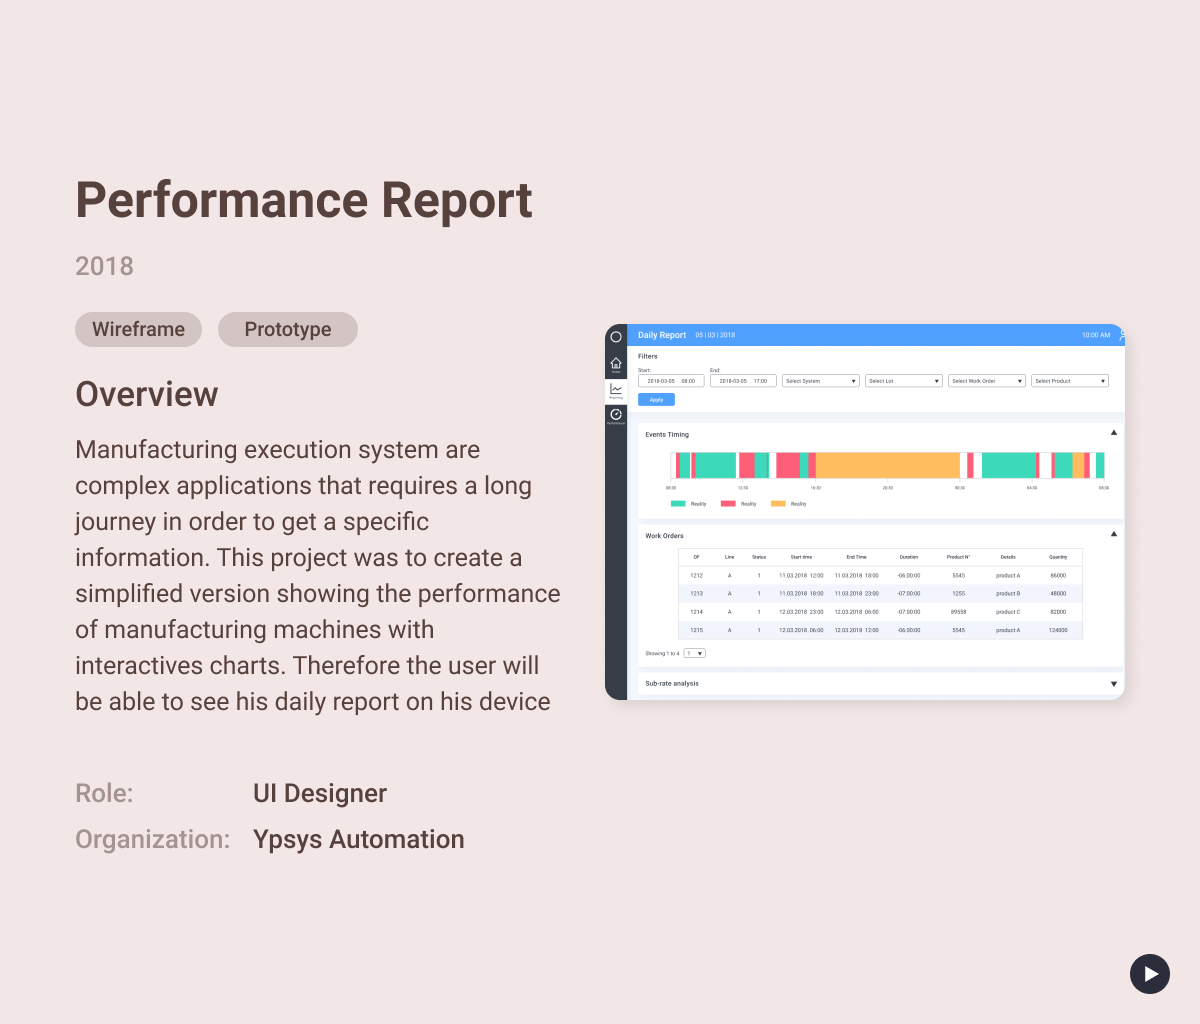 Performance Report
2018
Wireframe Prototype
Overview
Manufacturing execution system are
complex applications that requires a long
journey in order to get a specific
information. This project was to create a
simplified version showing the performance
of manufacturing machines with
interactives charts. Therefore the user will
be able to see his daily report on his device
Role: UI Designer
Organization: Ypsys Automation
Daily Report 05 | 03 | 2018 10:00 AM
Filters
Start: End:
2018-03-05 08:00 2018-03-05 17:00 Select System Select Lot Select Work Order Select Product
Apply
Home
Reporting
Performance
Events Timing
08:30 12:30 16:30 20:30 00:30 04:30 08:30
Reality Reality Reality
Work Orders
OF Line Status Start time End Time Duration Product N° Details Quantity
1212 A 1 11.03.2018 12:00 11.03.2018 18:00 -06:00:00 5545 product A 86000
1213 A 1 11.03.2018 18:00 11.03.2018 23:00 -07.00:00 1255 product B 48000
1214 A 1 12.03.2018 23:00 12.03.2018 06:00 -07.00:00 89558 product C 82000
1215 A 1 12.03.2018 06:00 12.03.2018 12:00 -06:00:00 5545 product A 124000
Showing 1 to 4 1
Sub-rate analysis